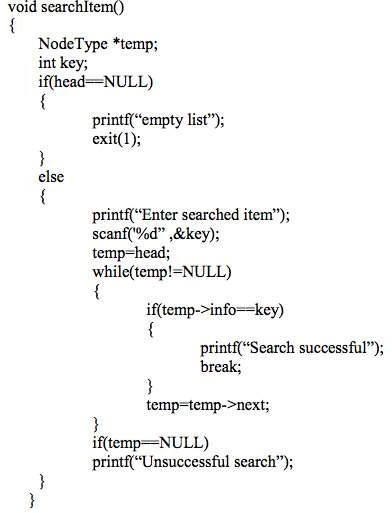 void searchItem()
{
NodeType *temp;
int key;
if(head==NULL)
{
printf(“empty list”);
exit(1);
}
else
{
printf(“Enter searched item”);
scanf('%d” ,&key);
temp=head;
while(temp!=NULL)
{
if(temp->info==key)
{
printf(“Search successful”);
break;
}
temp=temp->next;
}
if(temp==NULL)
printf(“Unsuccessful search”);
}
}